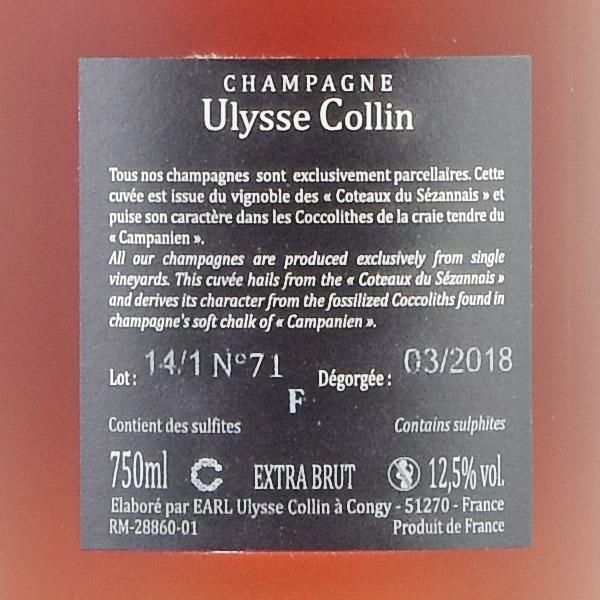 CHAMPAGNE
Ulysse Collin
Tous nos champagnes sont exclusivement parcellaires. Cette
cuvée est issue du vignoble des « Coteaux du Sézannais » et
puise son caractère dans les Coccolithes de la craie tendre du
« Campanien ».
All our champagnes are produced exclusively from single
vineyards. This cuvée hails from the « Coteaux du Sézannais »
and derives its character from the fossilized Coccoliths found in
champagne's soft chalk of « Campanien ».
Lot : 14/1 N°71 Dégorgée : 03/2018
F
Contient des sulfites Contains sulphites
750ml EXTRA BRUT 12,5% vol.
Elaboré par EARL Ulysse Collin à Congy - 51270 - France
RM-28860-01 Produit de France